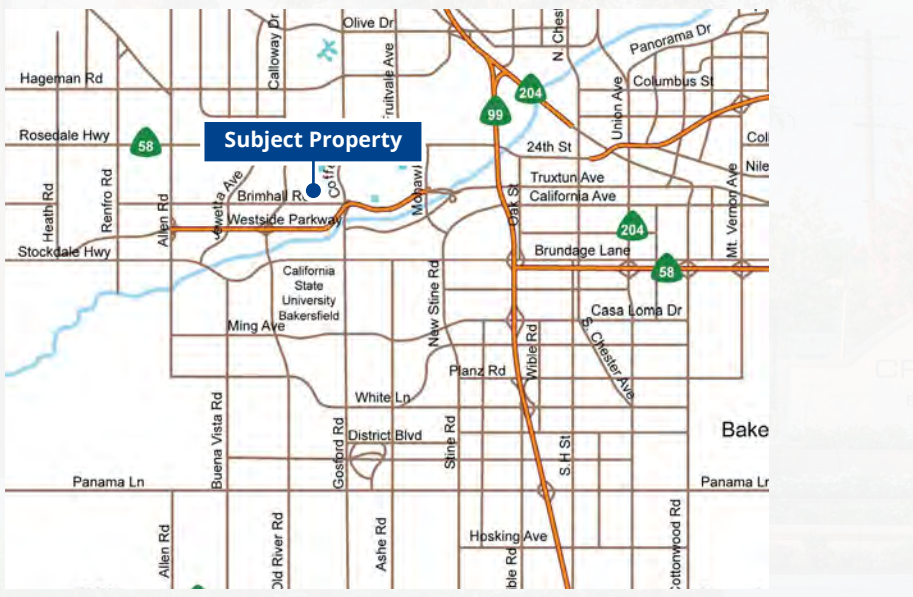 Olive Dr
Calloway Dr
Fruitvale Ave
N. Chest
Panorama Dr
Hageman Rd
Columbus St
204
99
Union Ave
Rosedale Hwy
58
Subject Property
24th St
Col
Nile
Mt. Vernon Ave
Truxtun Ave
California Ave
Oak St
Mohawk
Coffe
Brimhall Rd
Westside Parkway
Jewetta Ave
Allen Rd
Renfro Rd
Heath Rd
Stockdale Hwy
204
Brundage Lane
58
California
State
University
Bakersfield
New Stine Rd
Casa Loma Dr
Ming Ave
Wible Rd
S. Chester Ave
Planz Rd
White Ln
Buena Vista Rd
Gosford Rd
District Blvd
Stine Rd
S.H St
Bake
Panama Ln
Panama Ln
Allen Rd
Old River Rd
Ashe Rd
Hosking Ave
ible Rd
Cottonwood Rd